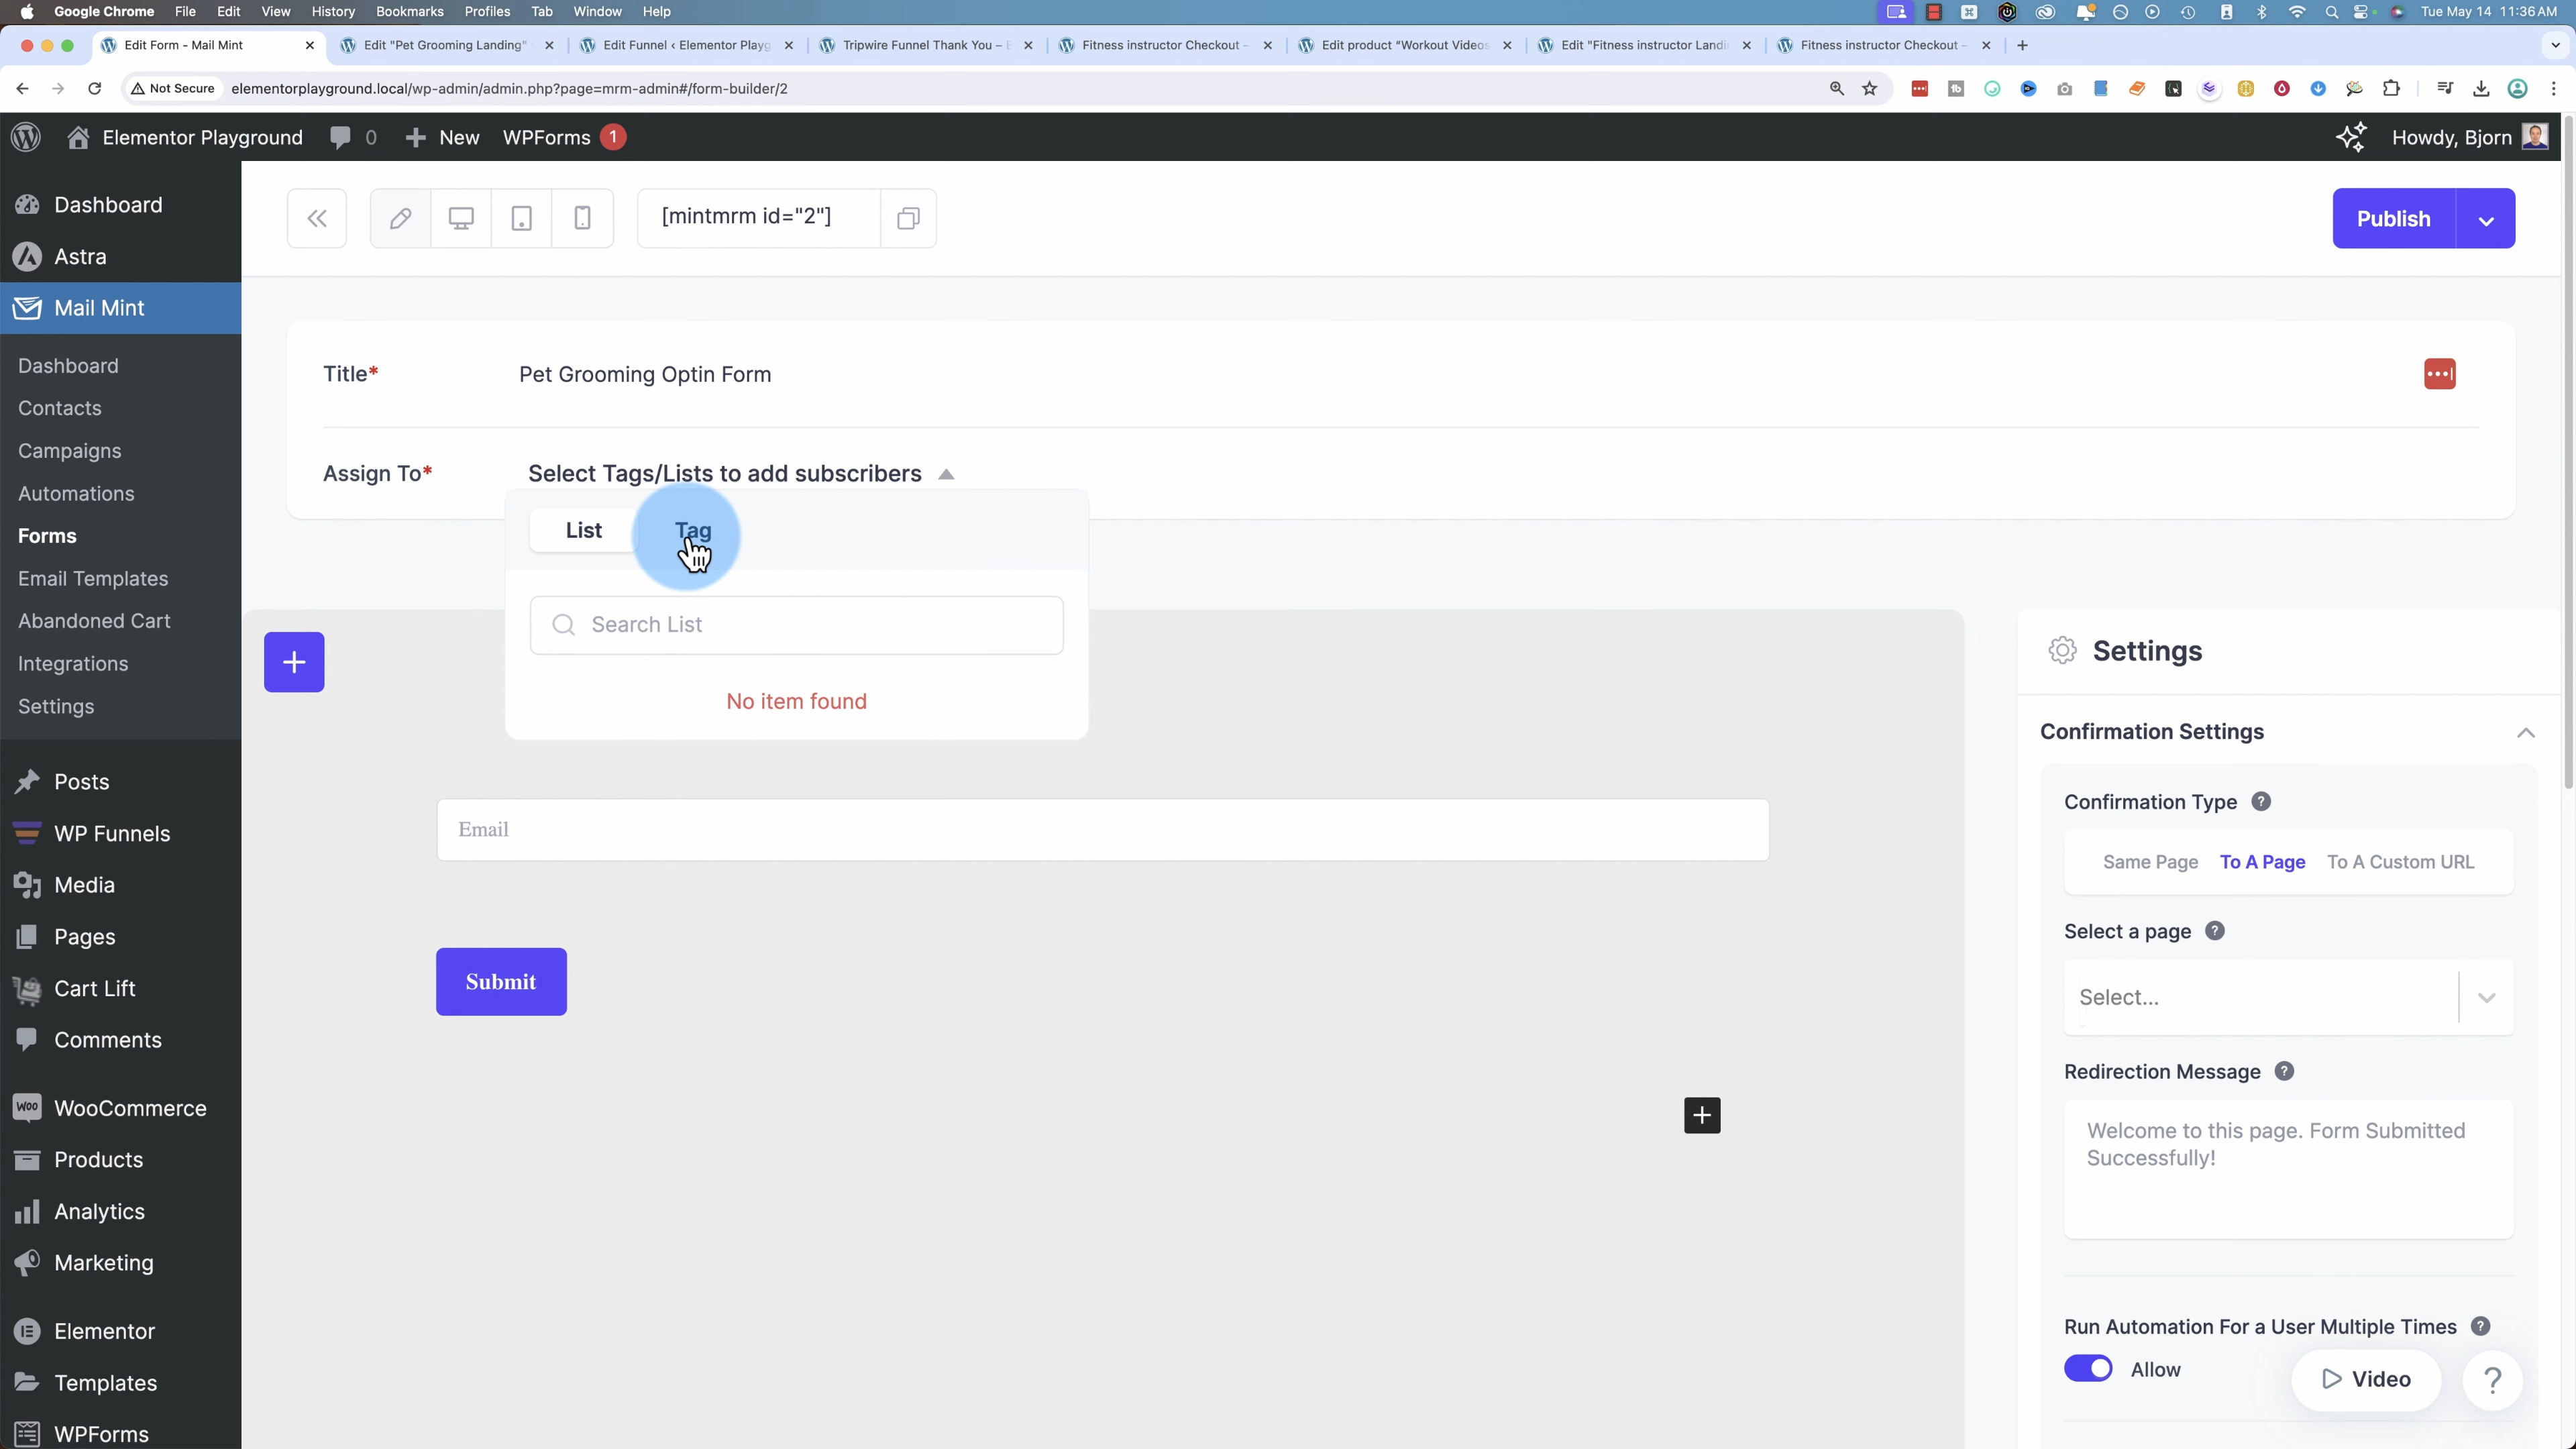 Google Chrome File Edit View History Bookmarks Profiles Tab Window Help Tue May 14 11:36 AM
Edit Form - Mail Mint Edit "Pet Grooming Landing" Edit Funnel ‹ Elementor Playg Tripwire Funnel Thank You – Fitness instructor Checkout – Edit product "Workout Videos Edit "Fitness instructor Landi Fitness instructor Checkout –
Not Secure elementorplayground.local/wp-admin/admin.php?page=mrm-admin#/form-builder/2
Elementor Playground 0 New WPForms 1 Howdy, Bjorn
Dashboard
Astra
Mail Mint
Dashboard
Contacts
Campaigns
Automations
Forms
Email Templates
Abandoned Cart
Integrations
Settings
Posts
WP Funnels
Media
Pages
Cart Lift
Comments
WooCommerce
Products
Analytics
Marketing
Elementor
Templates
WPForms
[mintmrm id="2"]
Publish
Title* Pet Grooming Optin Form
Assign To* Select Tags/Lists to add subscribers
List Tag
Search List
No item found
Email
Submit
Settings
Confirmation Settings
Confirmation Type ?
Same Page To A Page To A Custom URL
Select a page ?
Select...
Redirection Message ?
Welcome to this page. Form Submitted
Successfully!
Run Automation For a User Multiple Times ?
Allow
Video ?